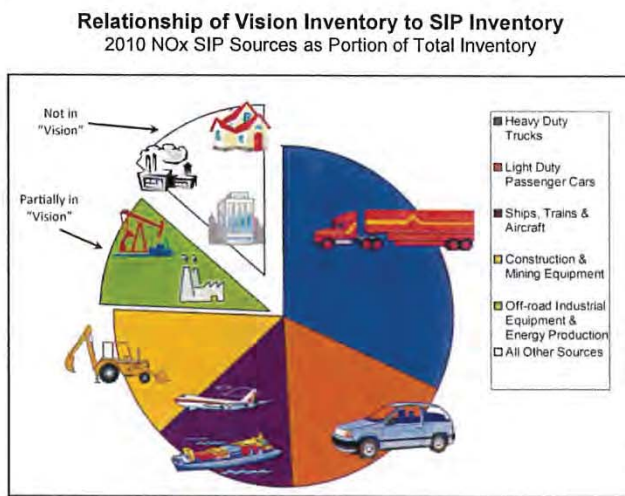 Relationship of Vision Inventory to SIP Inventory
2010 NOx SIP Sources as Portion of Total Inventory
Not in
"Vision"
Partially in
"Vision"
Heavy Duty
Trucks
Light Duty
Passenger Cars
Ships, Trains &
Aircraft
Construction &
Mining Equipment
Off-road Industrial
Equipment &
Energy Production
All Other Sources